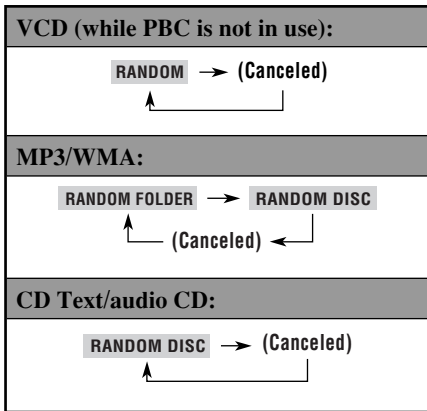 VCD (while PBC is not in use):
RANDOM (Canceled)
MP3/WMA:
RANDOM FOLDER RANDOM DISC
(Canceled)
CD Text/audio CD:
RANDOM DISC (Canceled)